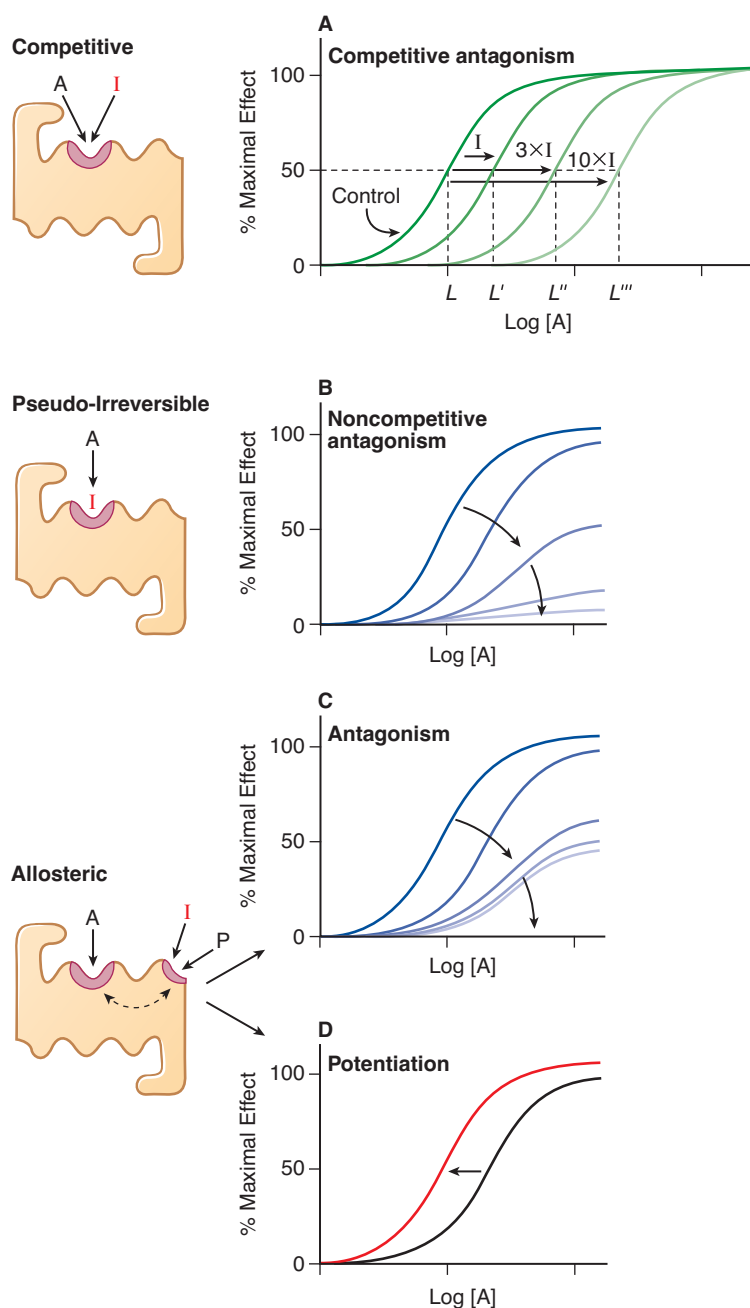 A
Competitive
Competitive antagonism
A
I
% Maximal Effect
100
50
0
I
3×I
10×I
Control
L
L'
L''
L'''
Log [A]
B
Pseudo-Irreversible
Noncompetitive
antagonism
A
I
% Maximal Effect
100
50
0
Log [A]
C
Antagonism
% Maximal Effect
100
50
0
Log [A]
Allosteric
A
I
P
D
Potentiation
% Maximal Effect
100
50
0
Log [A]